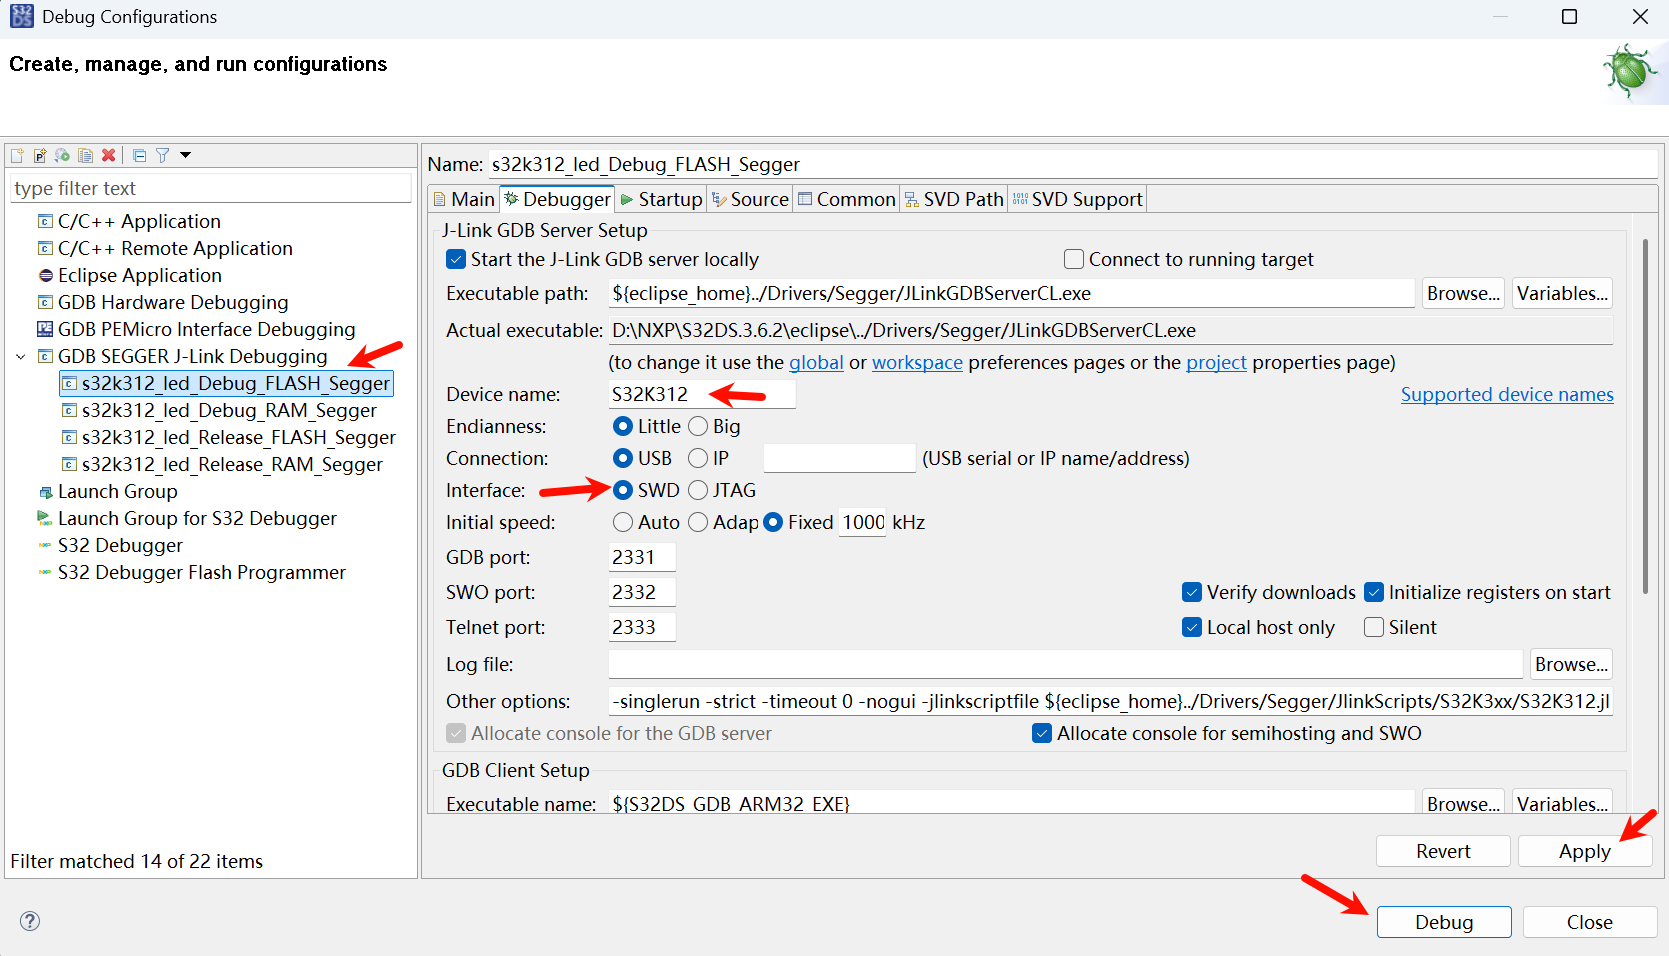 S32
DS
Debug Configurations
Create, manage, and run configurations
type filter text
C/C++ Application
C/C++ Remote Application
Eclipse Application
GDB Hardware Debugging
GDB PEMicro Interface Debugging
GDB SEGGER J-Link Debugging
s32k312_led_Debug_FLASH_Segger
s32k312_led_Debug_RAM_Segger
s32k312_led_Release_FLASH_Segger
s32k312_led_Release_RAM_Segger
Launch Group
Launch Group for S32 Debugger
S32 Debugger
S32 Debugger Flash Programmer
Filter matched 14 of 22 items
Name: s32k312_led_Debug_FLASH_Segger
Main Debugger Startup Source Common SVD Path SVD Support
J-Link GDB Server Setup
Start the J-Link GDB server locally Connect to running target
Executable path: ${eclipse_home}../Drivers/Segger/JLinkGDBServerCL.exe Browse... Variables...
Actual executable: D:\NXP\S32DS.3.6.2\eclipse\../Drivers/Segger/JLinkGDBServerCL.exe
(to change it use the global or workspace preferences pages or the project properties page)
Device name: S32K312 Supported device names
Endianness: Little Big
Connection: USB IP (USB serial or IP name/address)
Interface: SWD JTAG
Initial speed: Auto Adap Fixed 1000 kHz
GDB port: 2331
SWO port: 2332 Verify downloads Initialize registers on start
Telnet port: 2333 Local host only Silent
Log file: Browse...
Other options: -singlerun -strict -timeout 0 -nogui -jlinkscriptfile ${eclipse_home}../Drivers/Segger/JlinkScripts/S32K3xx/S32K312.jl
Allocate console for the GDB server Allocate console for semihosting and SWO
GDB Client Setup
Executable name: ${S32DS_GDB_ARM32_EXE} Browse... Variables...
Revert Apply
Debug Close